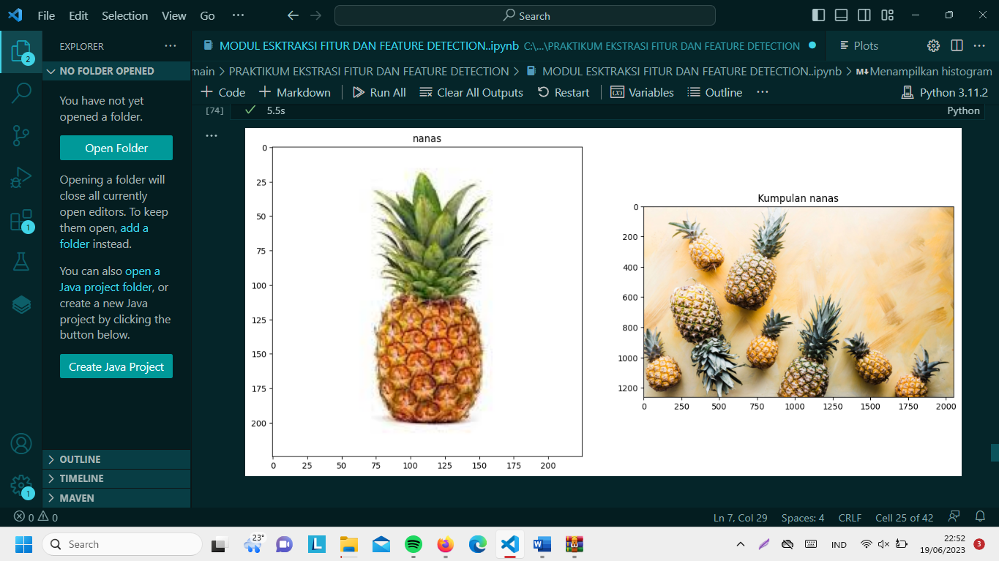 File Edit Selection View Go ··· Search
EXPLORER ···
2
MODUL ESKTRAKSI FITUR DAN FEATURE DETECTION..ipynb C:\...\PRAKTIKUM EKSTRASI FITUR DAN FEATURE DETECTION
Plots ···
NO FOLDER OPENED
main > PRAKTIKUM EKSTRASI FITUR DAN FEATURE DETECTION > MODUL ESKTRAKSI FITUR DAN FEATURE DETECTION..ipynb > M↓Menampilkan histogram
+ Code + Markdown Run All Clear All Outputs Restart Variables Outline ··· Python 3.11.2
[74] 5.5s Python
You have not yet
opened a folder.
Open Folder
Opening a folder will
close all currently
open editors. To keep
them open, add a
folder instead.
1
You can also open a
Java project folder, or
create a new Java
project by clicking the
button below.
Create Java Project
OUTLINE
TIMELINE
MAVEN
1
···
nanas
0
25
50
75
100
125
150
175
200
0 25 50 75 100 125 150 175 200
Kumpulan nanas
0
200
400
600
800
1000
1200
0 250 500 750 1000 1250 1500 1750 2000
0 0 Ln 7, Col 29 Spaces: 4 CRLF Cell 25 of 42
Search
23°
L
W
IND
22:52
19/06/2023
3